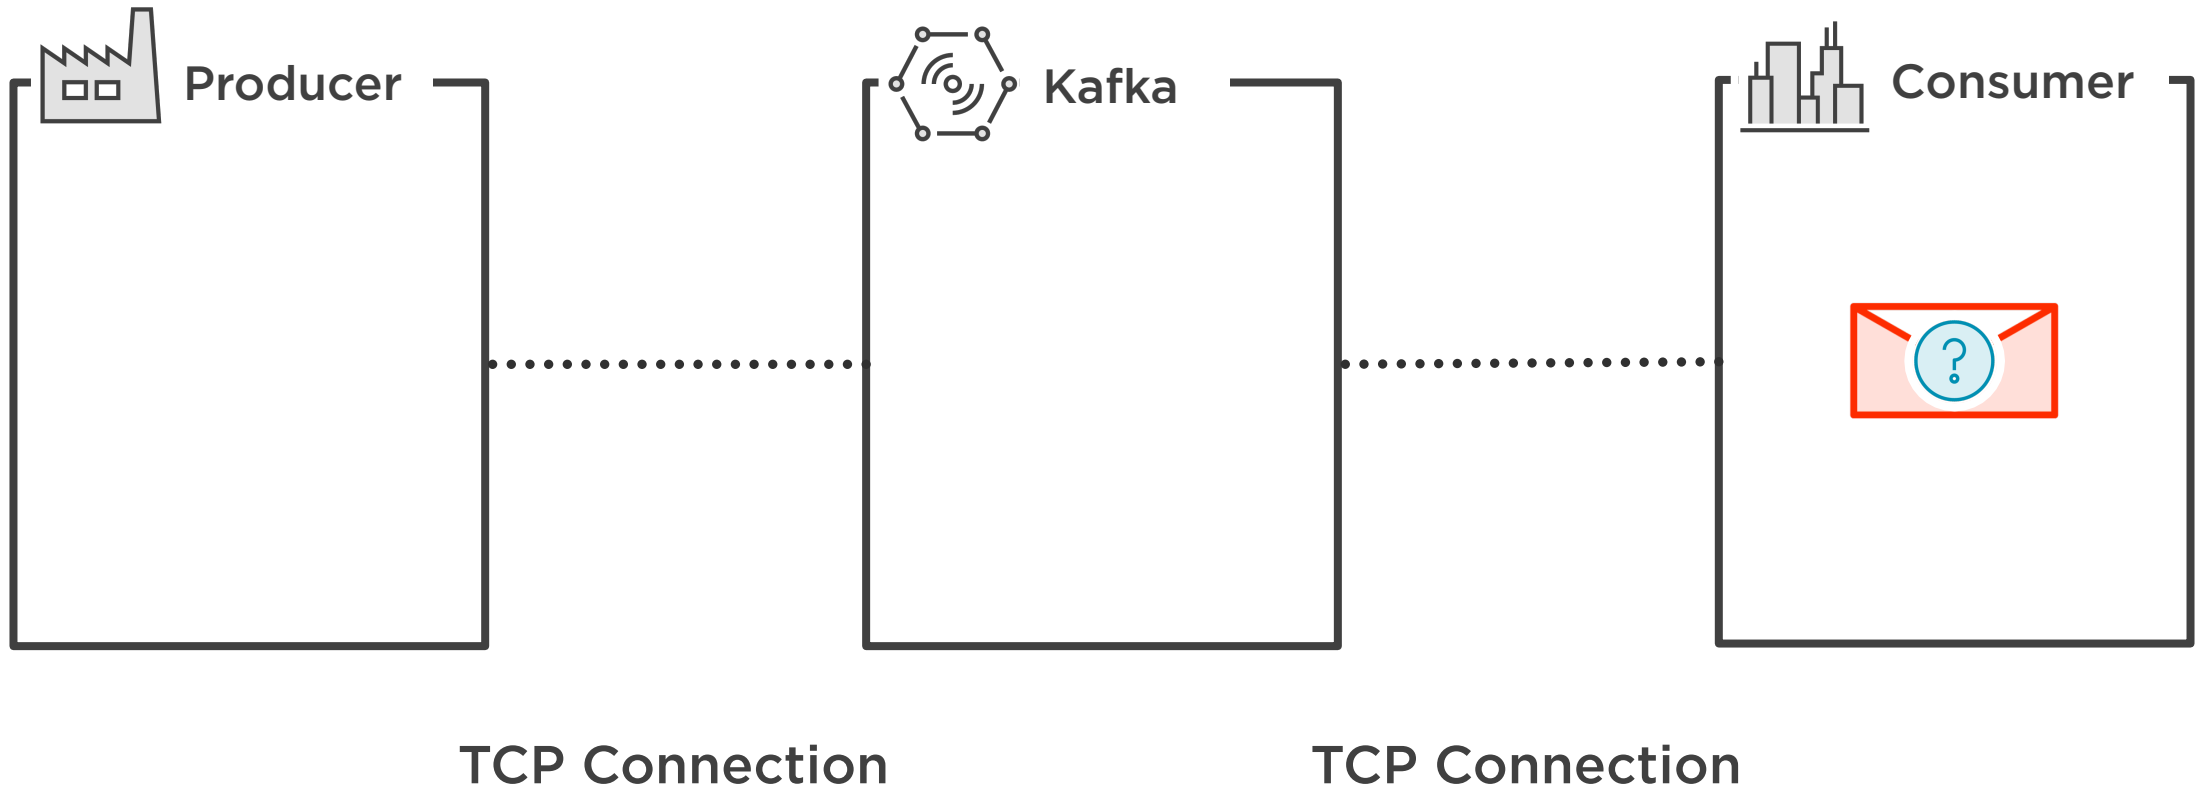 Producer
Kafka
Consumer
?
TCP Connection
TCP Connection